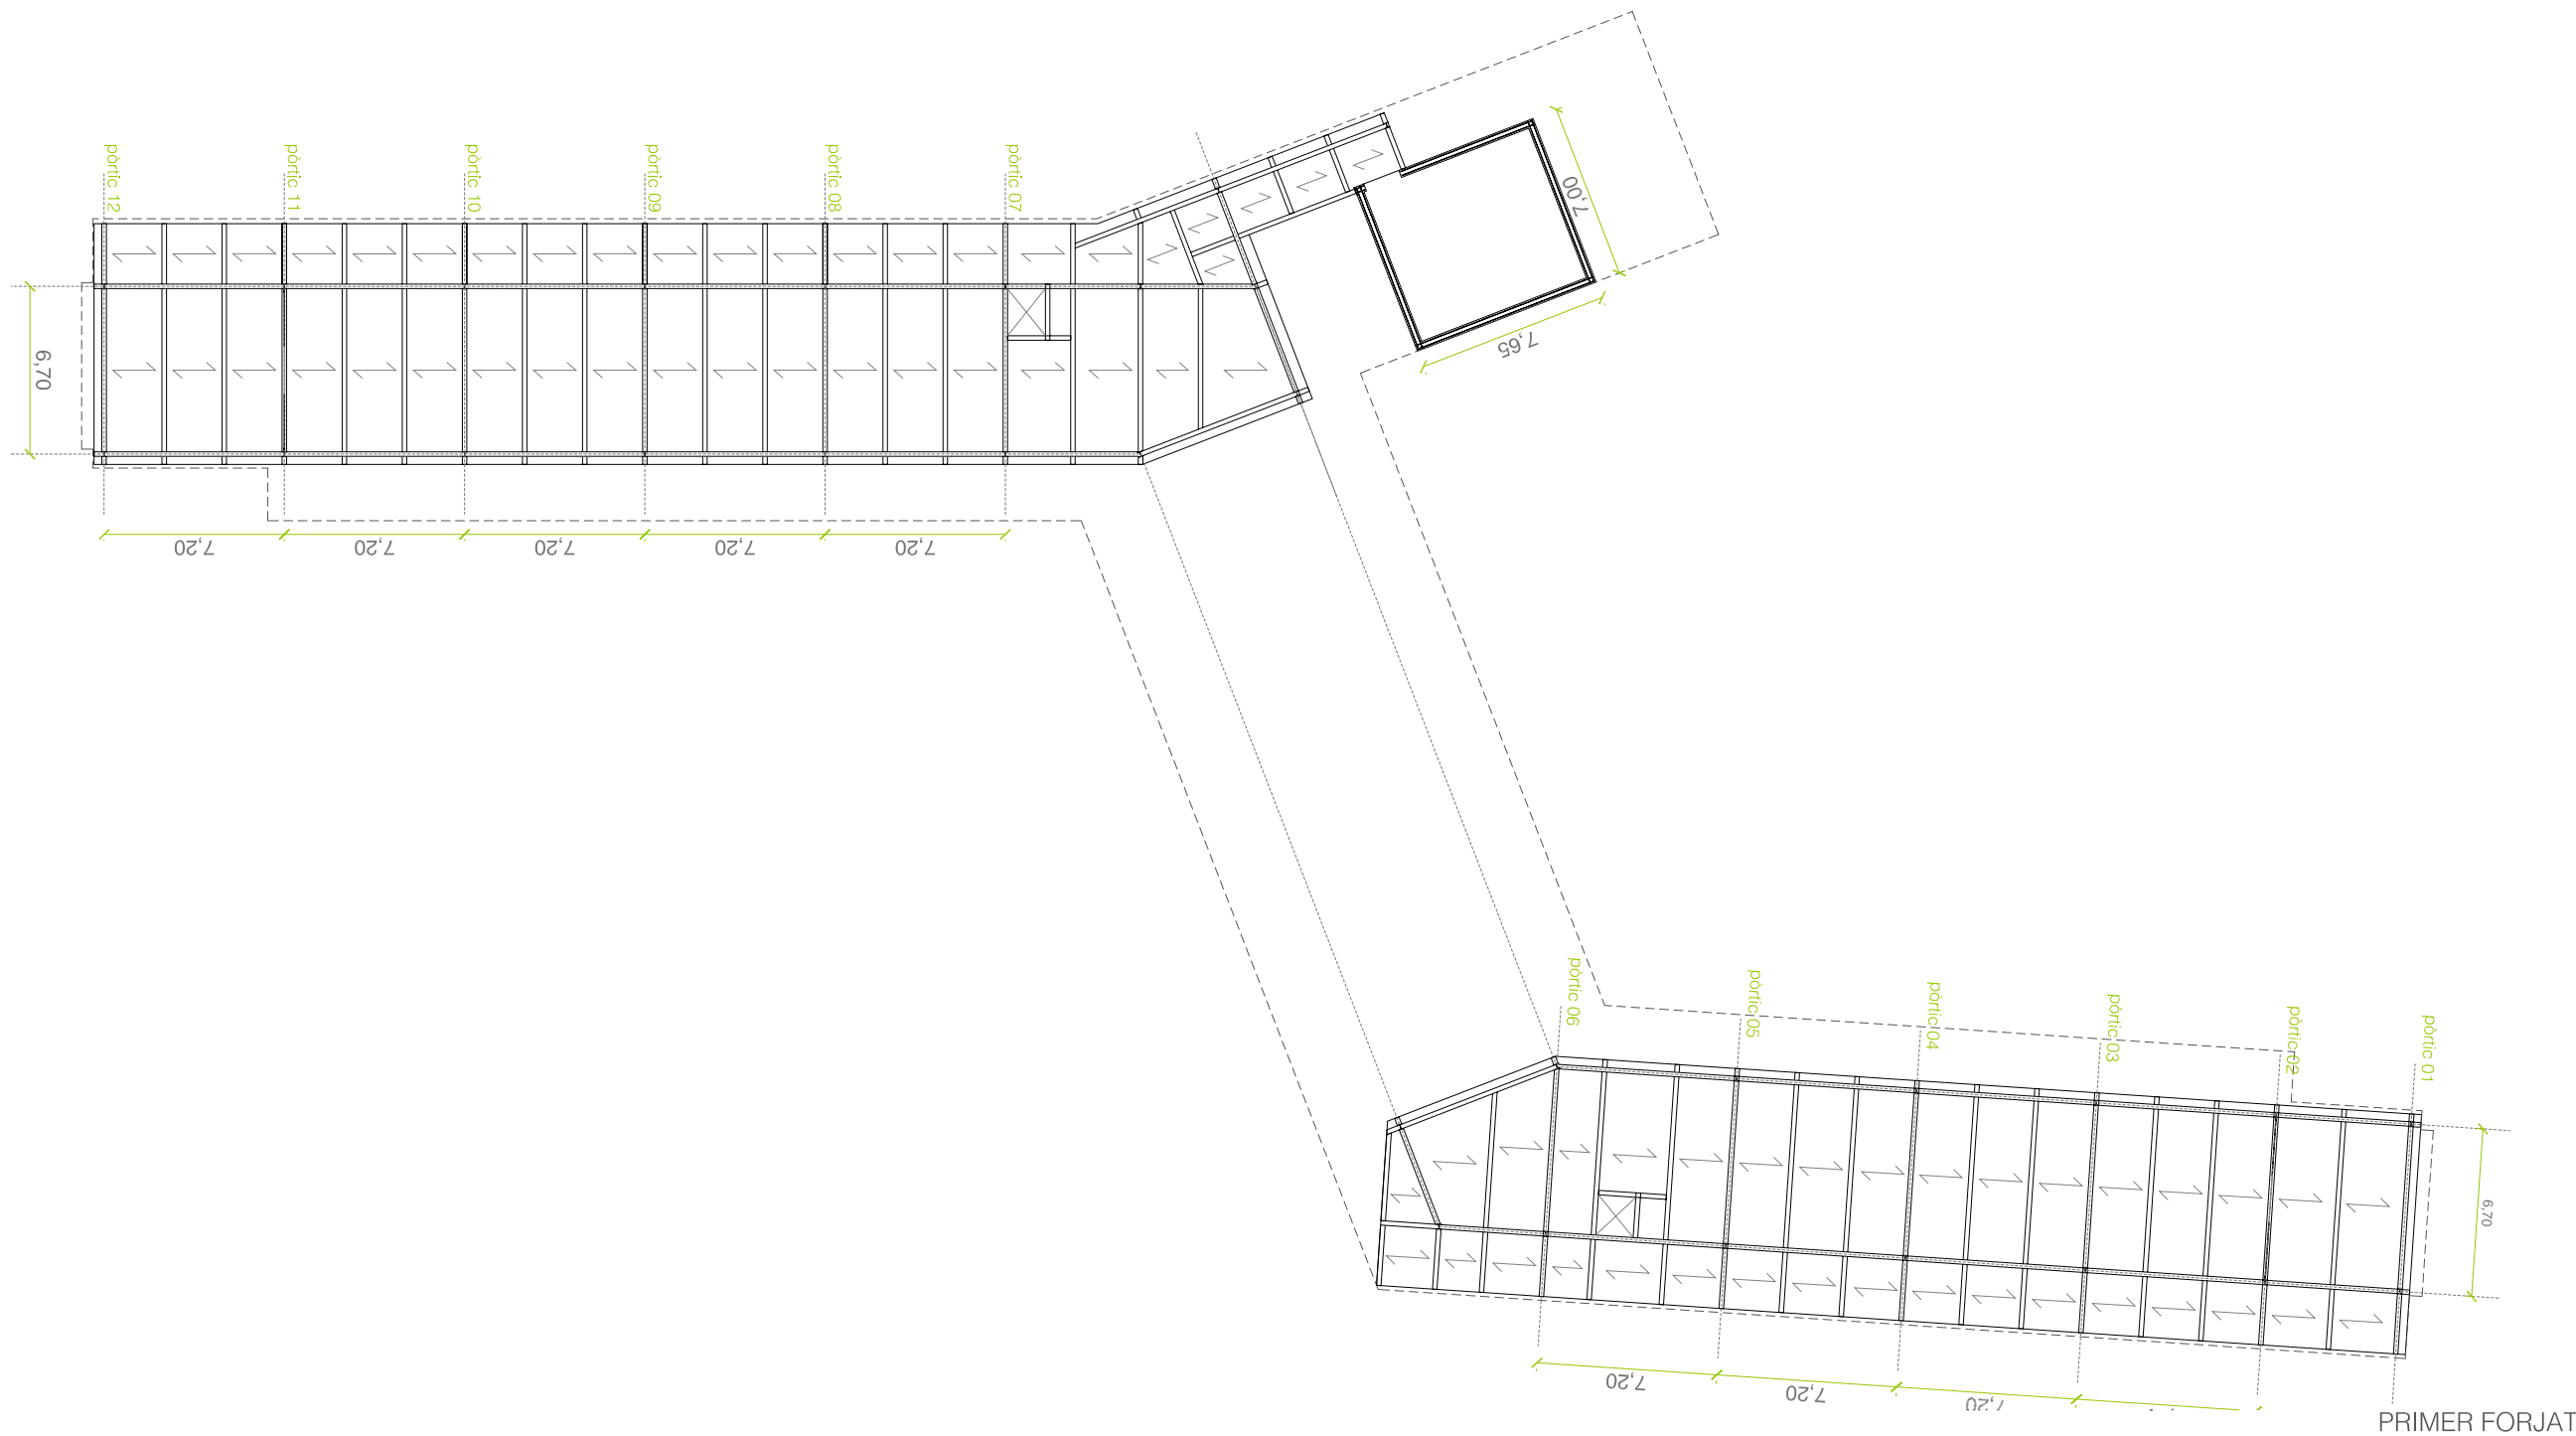 pòrtic 12
pòrtic 11
pòrtic 10
pòrtic 09
pòrtic 08
pòrtic 07
7,00
7,65
6,70
7,20
7,20
7,20
7,20
7,20
pòrtic 06
pòrtic 05
pòrtic 04
pòrtic 03
pòrtic 02
pòrtic 01
6,70
7,20
7,20
7,20
PRIMER FORJAT